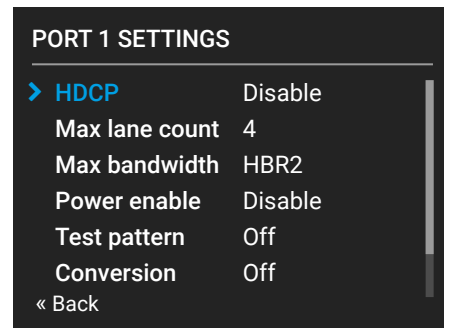 PORT 1 SETTINGS
HDCP Disable
Max lane count 4
Max bandwidth HBR2
Power enable Disable
Test pattern Off
Conversion Off
« Back